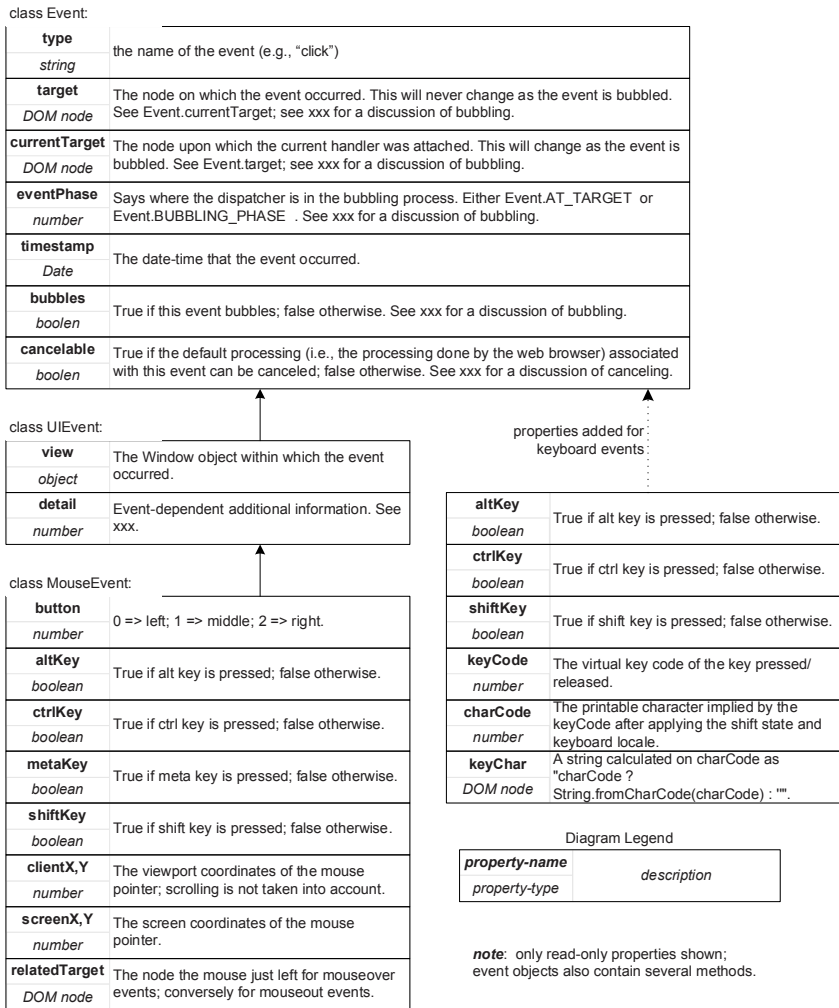 class Event:
type
string
the name of the event (e.g., “click”)
target
DOM node
The node on which the event occurred. This will never change as the event is bubbled.
See Event.currentTarget; see xxx for a discussion of bubbling.
currentTarget
DOM node
The node upon which the current handler was attached. This will change as the event is
bubbled. See Event.target; see xxx for a discussion of bubbling.
eventPhase
number
Says where the dispatcher is in the bubbling process. Either Event.AT_TARGET or
Event.BUBBLING_PHASE . See xxx for a discussion of bubbling.
timestamp
Date
The date-time that the event occurred.
bubbles
boolen
True if this event bubbles; false otherwise. See xxx for a discussion of bubbling.
cancelable
boolen
True if the default processing (i.e., the processing done by the web browser) associated
with this event can be canceled; false otherwise. See xxx for a discussion of canceling.
class UIEvent:
view
object
The Window object within which the event
occurred.
detail
number
Event-dependent additional information. See
xxx.
class MouseEvent:
button
number
0 => left; 1 => middle; 2 => right.
altKey
boolean
True if alt key is pressed; false otherwise.
ctrlKey
boolean
True if ctrl key is pressed; false otherwise.
metaKey
boolean
True if meta key is pressed; false otherwise.
shiftKey
boolean
True if shift key is pressed; false otherwise.
clientX,Y
number
The viewport coordinates of the mouse
pointer; scrolling is not taken into account.
screenX,Y
number
The screen coordinates of the mouse
pointer.
relatedTarget
DOM node
The node the mouse just left for mouseover
events; conversely for mouseout events.
properties added for
keyboard events
altKey
boolean
True if alt key is pressed; false otherwise.
ctrlKey
boolean
True if ctrl key is pressed; false otherwise.
shiftKey
boolean
True if shift key is pressed; false otherwise.
keyCode
number
The virtual key code of the key pressed/
released.
charCode
number
The printable character implied by the
keyCode after applying the shift state and
keyboard locale.
keyChar
DOM node
A string calculated on charCode as
"charCode ?
String.fromCharCode(charCode) : "".
Diagram Legend
property-name
property-type
description
note: only read-only properties shown;
event objects also contain several methods.